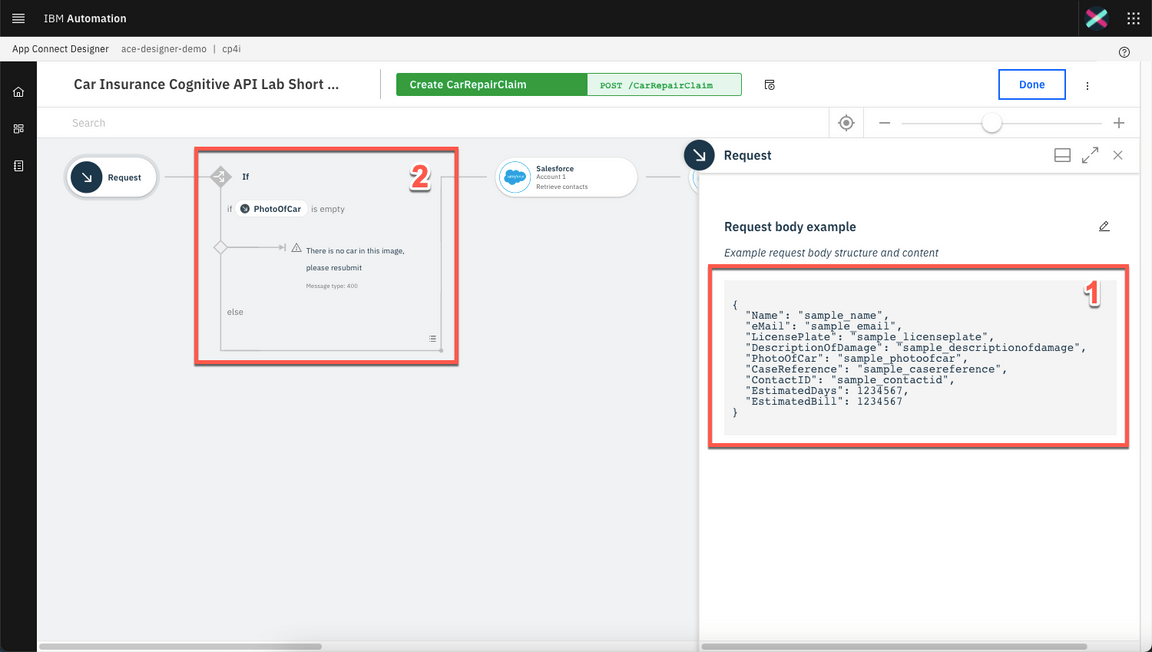 IBM Automation
App Connect Designer ace-designer-demo | cp4i
Car Insurance Cognitive API Lab Short ...
Create CarRepairClaim
POST /CarRepairClaim
Done
Search
Request
2
If
if PhotoOfCar is empty
There is no car in this image,
please resubmit
Message type: 400
else
Salesforce
Account 1
Retrieve contacts
Request
Request body example
Example request body structure and content
1
{
"Name": "sample_name",
"eMail": "sample_email",
"LicensePlate": "sample_licenseplate",
"DescriptionOfDamage": "sample_descriptionofdamage",
"PhotoOfCar": "sample_photoofcar",
"CaseReference": "sample_casereference",
"ContactID": "sample_contactid",
"EstimatedDays": 1234567,
"EstimatedBill": 1234567
}